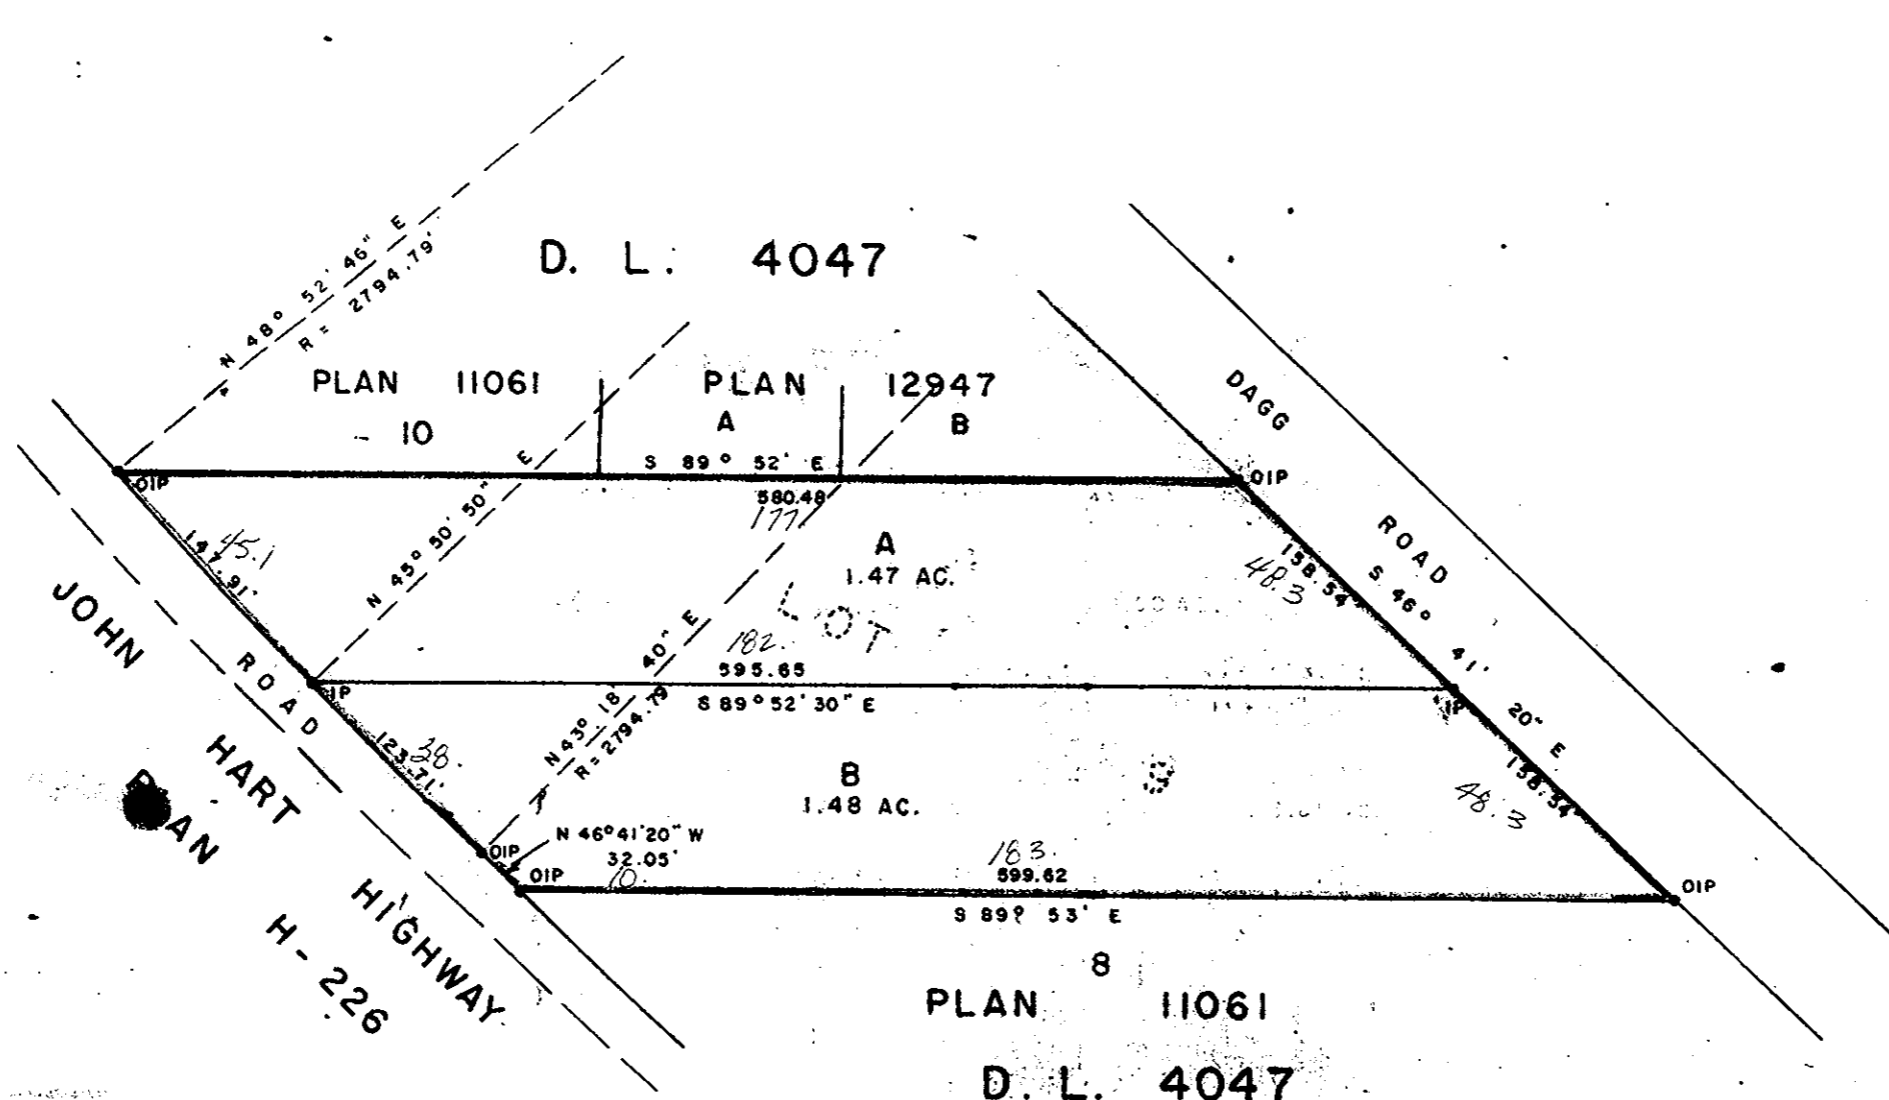 D. L. 4047
N 48° 52' 46" E
R = 2794.79'
PLAN 11061
10
PLAN 12947
A
B
DAGG ROAD
S 89° 52' E
580.48
177
OIP
OIP
147.91'
45.1
N 45° 50' 50" E
A
1.47 AC.
LOT
158.54'
48.3
S 46° 41' 20" E
182.
595.65
S 89° 52' 30" E
IP
IP
JOHN HART HIGHWAY
ROAD
H-226
123.71'
38.
N 43° 18' 40" E
R = 2794.79'
B
1.48 AC.
158.54'
48.3
N 46° 41' 20" W
32.05'
10.
OIP
OIP
183.
599.62
S 89° 53' E
OIP
8
PLAN 11061
D. L. 4047